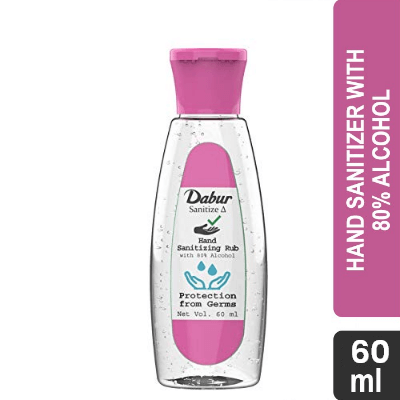 Dabur
Sanitize Δ
Hand
Sanitizing Rub
with 80% Alcohol
Protection
from Germs
Net Vol. 60 ml
HAND SANITIZER WITH
80% ALCOHOL
60
ml